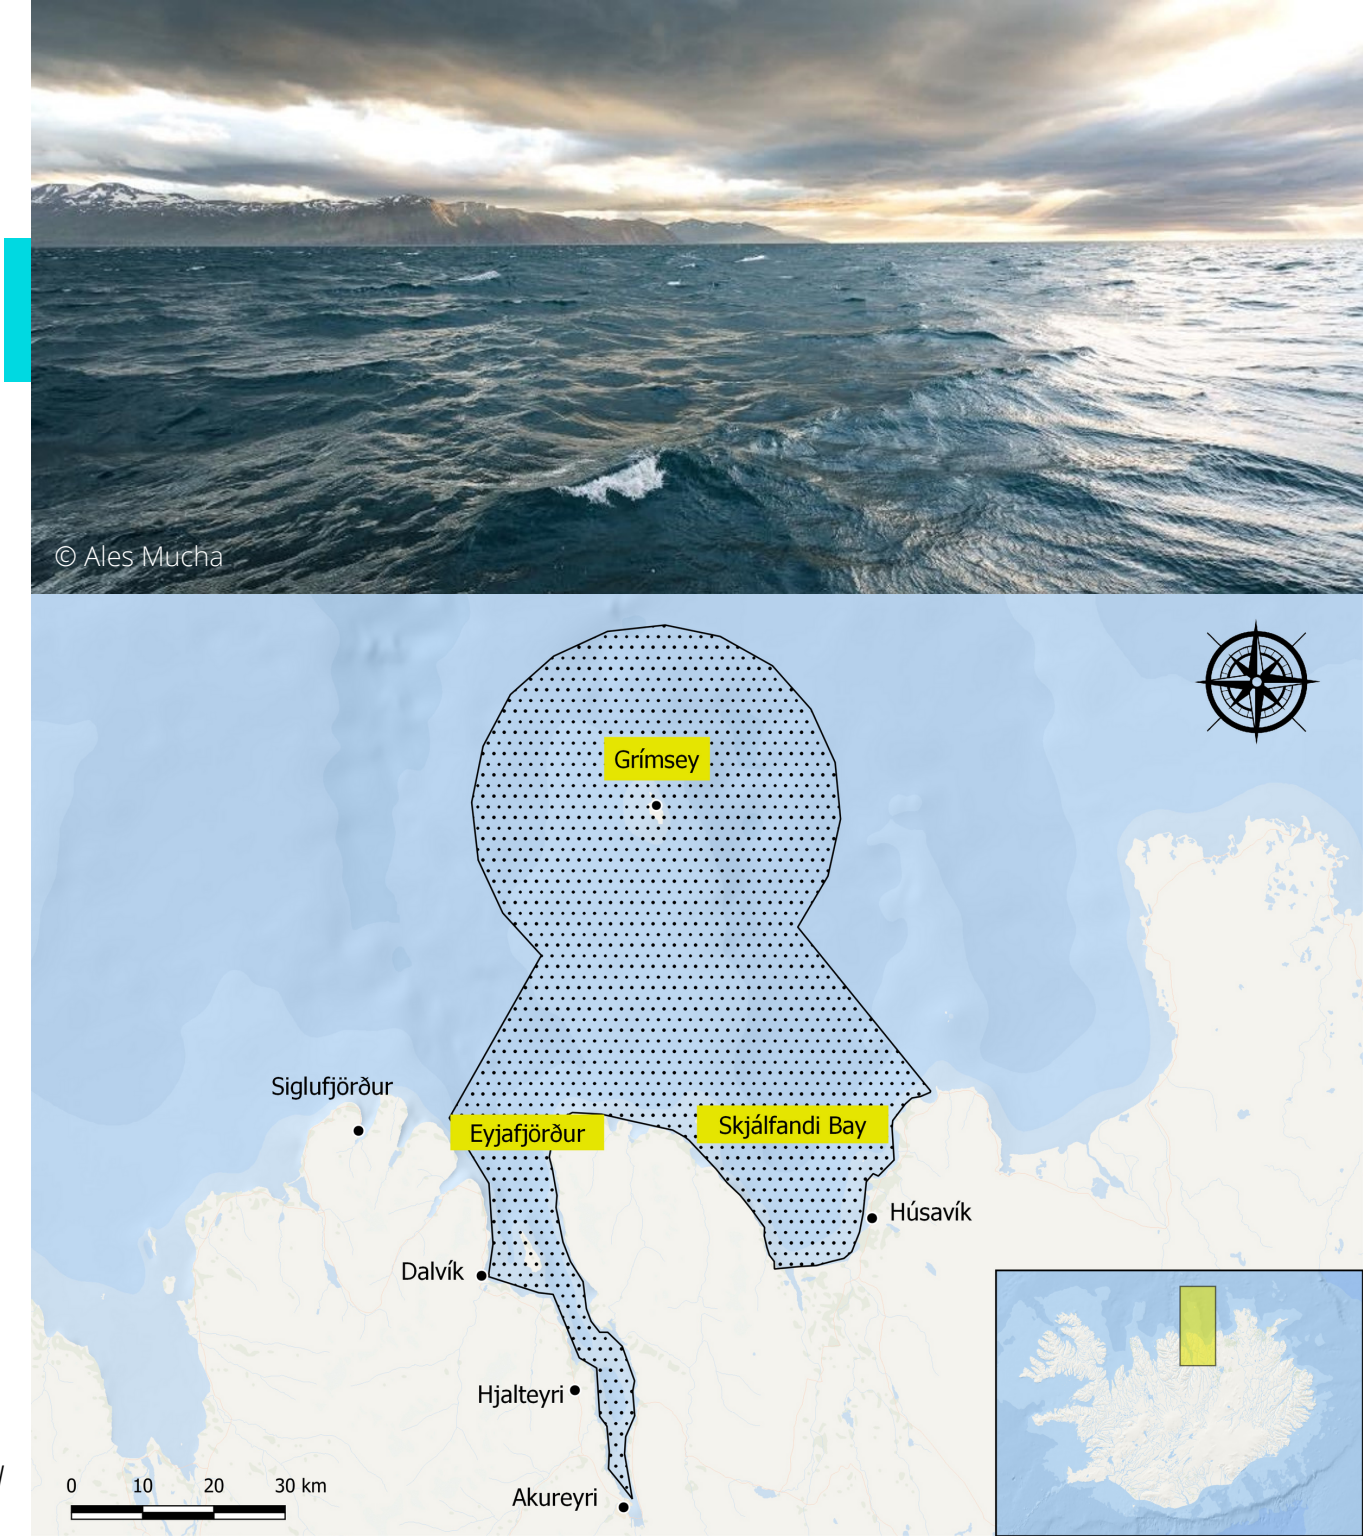 © Ales Mucha
Grímsey
Siglufjörður
Eyjafjörður
Skjálfandi Bay
Húsavík
Dalvík
Hjalteyri
Akureyri
0 10 20 30 km